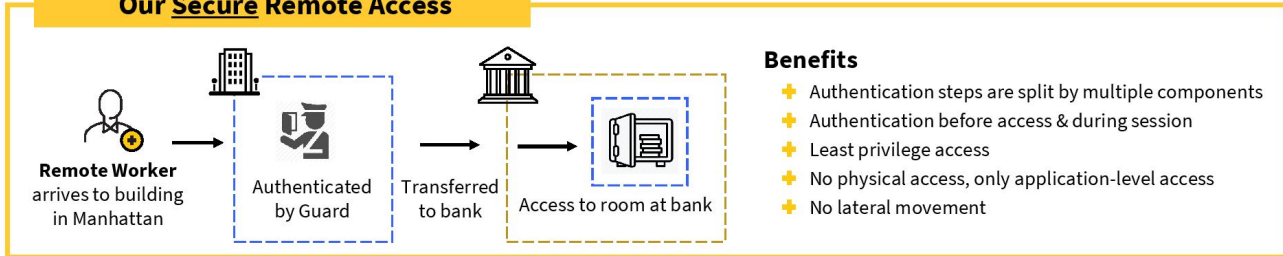 Our Secure Remote Access
Remote Worker
arrives to building
in Manhattan
Authenticated
by Guard
Transferred
to bank
Access to room at bank
Benefits
Authentication steps are split by multiple components
Authentication before access & during session
Least privilege access
No physical access, only application-level access
No lateral movement